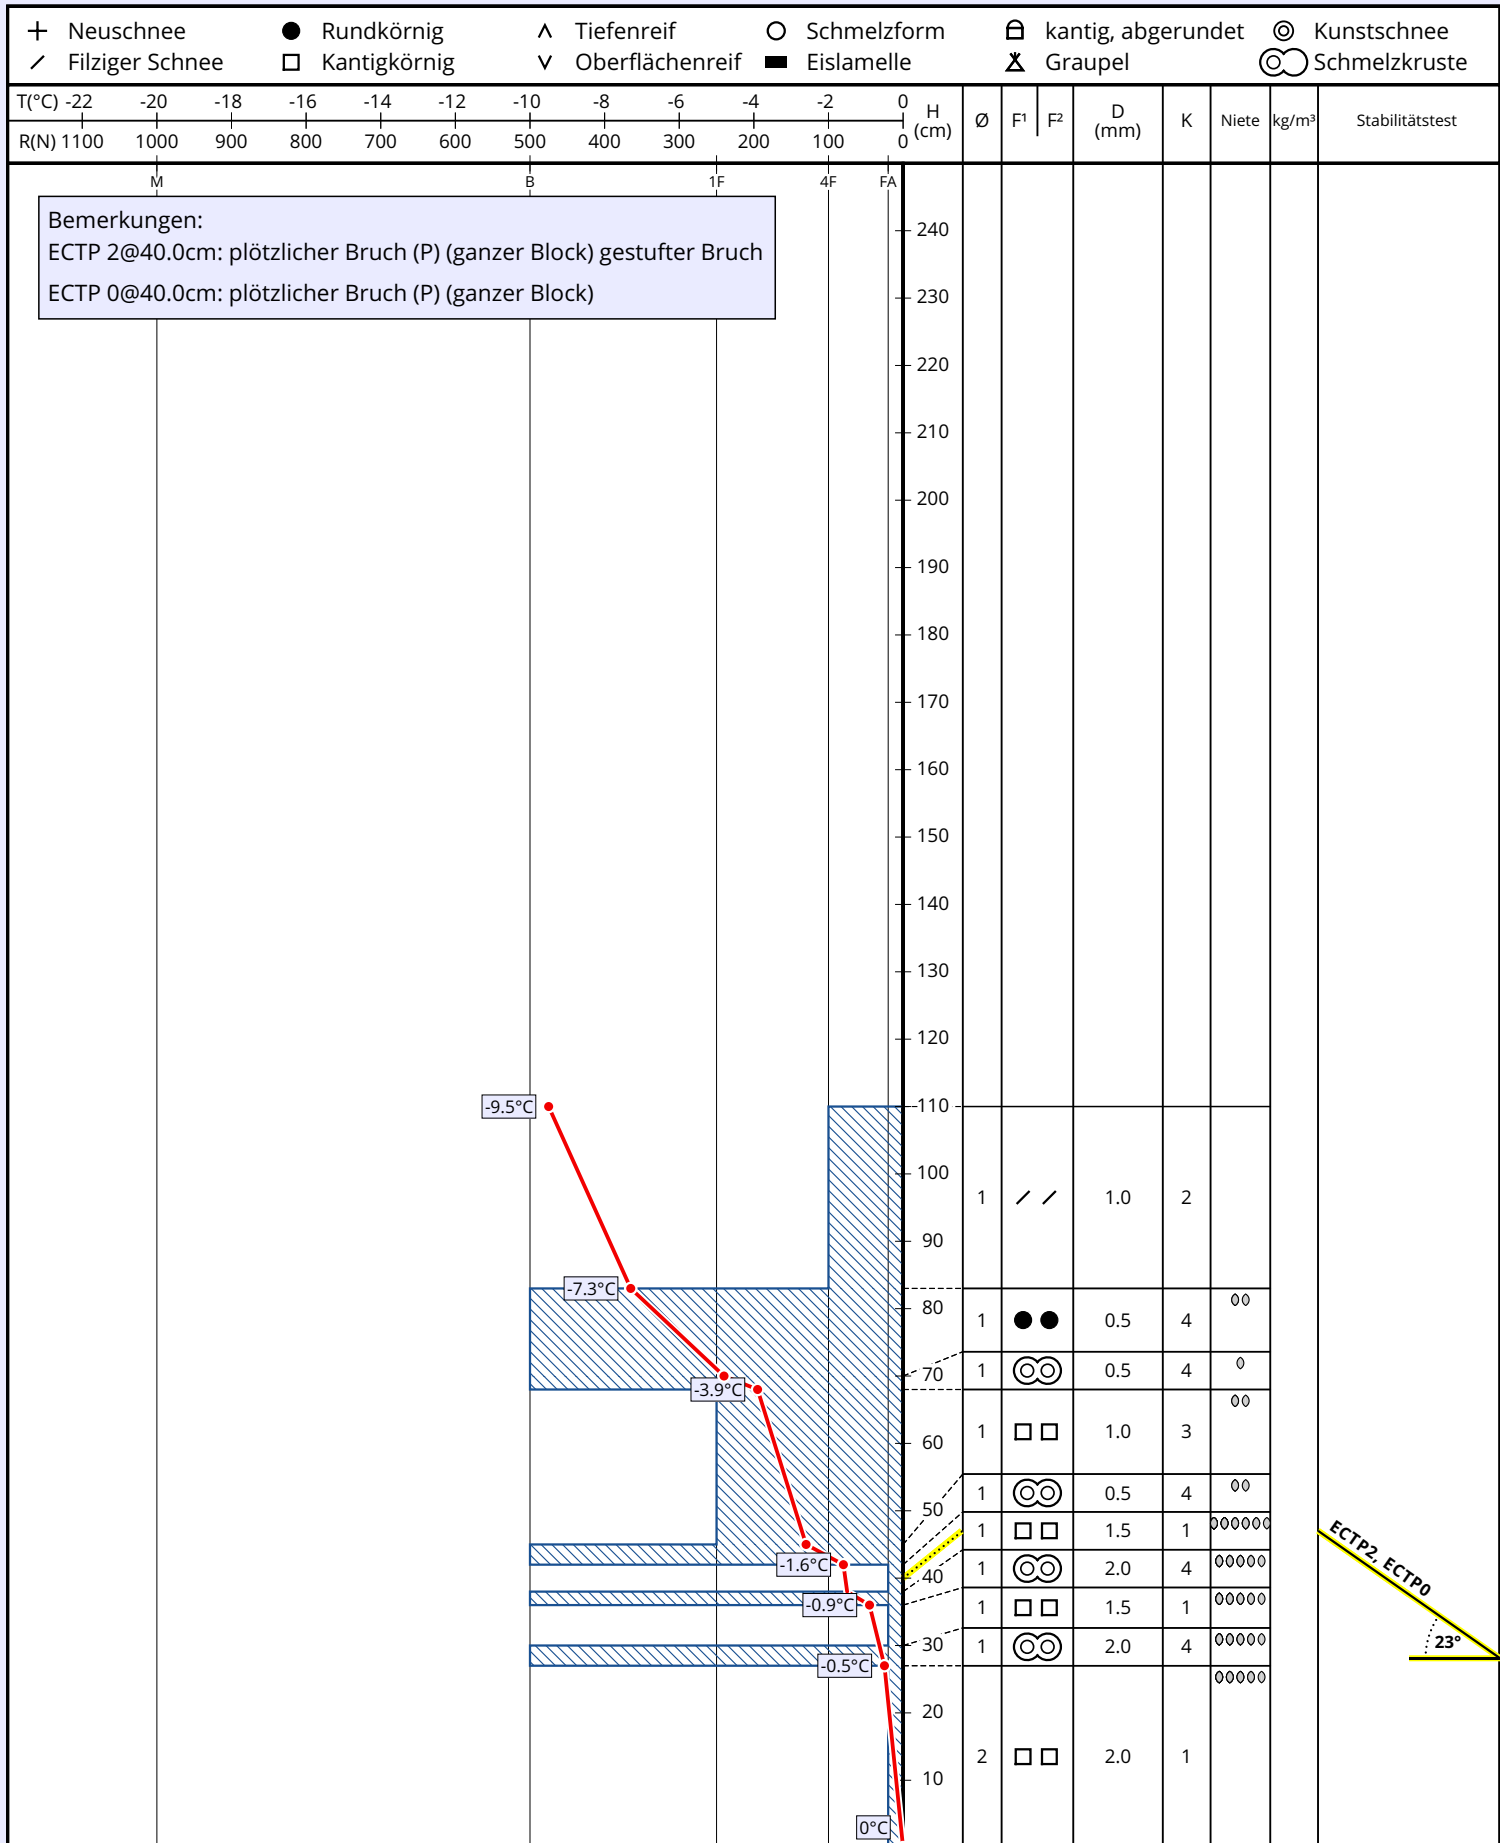 Neuschnee Rundkörnig Tiefenreif Schmelzform kantig, abgerundet Kunstschnee
Filziger Schnee Kantigkörnig Oberflächenreif Eislamelle Graupel Schmelzkruste
T(°C) -22 -20 -18 -16 -14 -12 -10 -8 -6 -4 -2 0
R(N) 1100 1000 900 800 700 600 500 400 300 200 100 0
H (cm) Ø F¹ F² D (mm) K Niete kg/m³ Stabilitätstest
M B 1F 4F FA
Bemerkungen:
ECTP 2@40.0cm: plötzlicher Bruch (P) (ganzer Block) gestufter Bruch
ECTP 0@40.0cm: plötzlicher Bruch (P) (ganzer Block)
240
230
220
210
200
190
180
170
160
150
140
130
120
-9.5°C 110
100
1 1.0 2
90
-7.3°C
80
1 0.5 4
70 1 0.5 4
-3.9°C
1 1.0 3
60
1 0.5 4
50
1 1.5 1
ECTP2, ECTP0
-1.6°C
40 1 2.0 4
-0.9°C
1 1.5 1
30 1 2.0 4
23°
-0.5°C
20
2 2.0 1
10
0°C